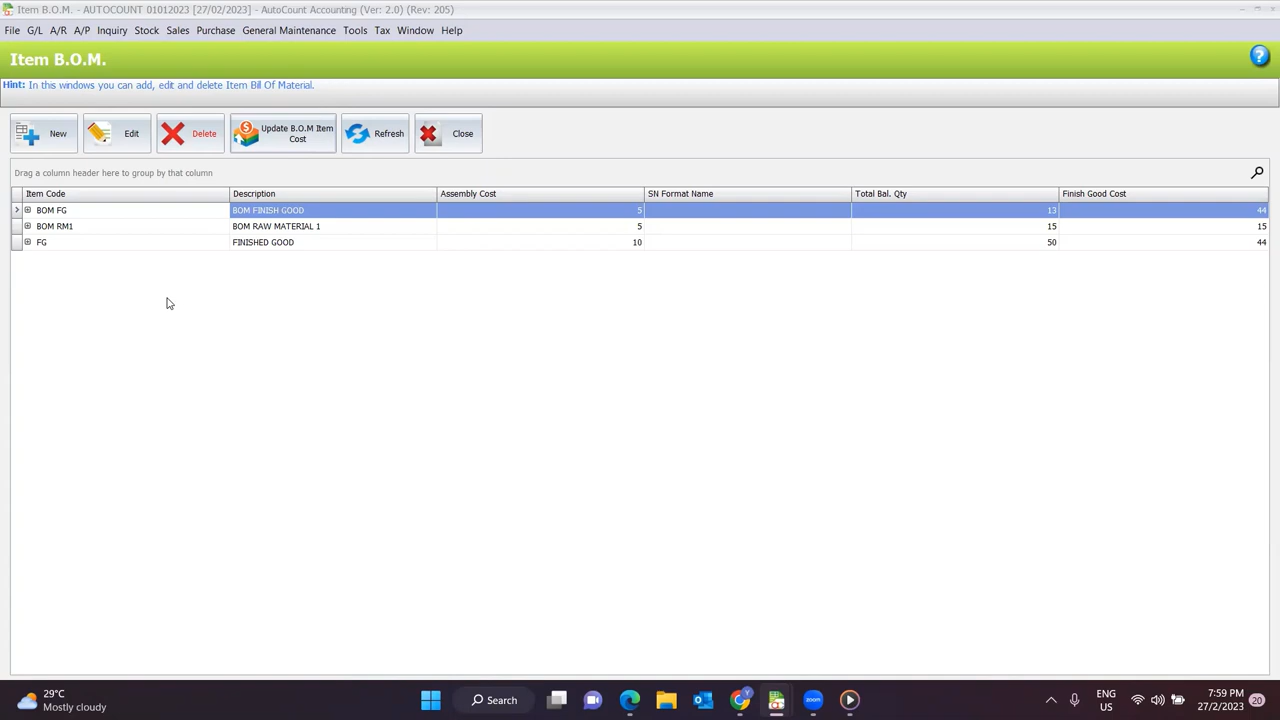 Item B.O.M. - AUTOCOUNT 01012023 [27/02/2023] - AutoCount Accounting (Ver: 2.0) (Rev: 205)
File G/L A/R A/P Inquiry Stock Sales Purchase General Maintenance Tools Tax Window Help
Item B.O.M.
Hint: In this windows you can add, edit and delete Item Bill Of Material.
New Edit Delete Update B.O.M Item Cost Refresh Close
Drag a column header here to group by that column
Item Code Description Assembly Cost SN Format Name Total Bal. Qty Finish Good Cost
BOM FG BOM FINISH GOOD 5 13 44
BOM RM1 BOM RAW MATERIAL 1 5 15 15
FG FINISHED GOOD 10 50 44
29°C
Mostly cloudy
Search
zoom
ENG
US
7:59 PM
27/2/2023
20